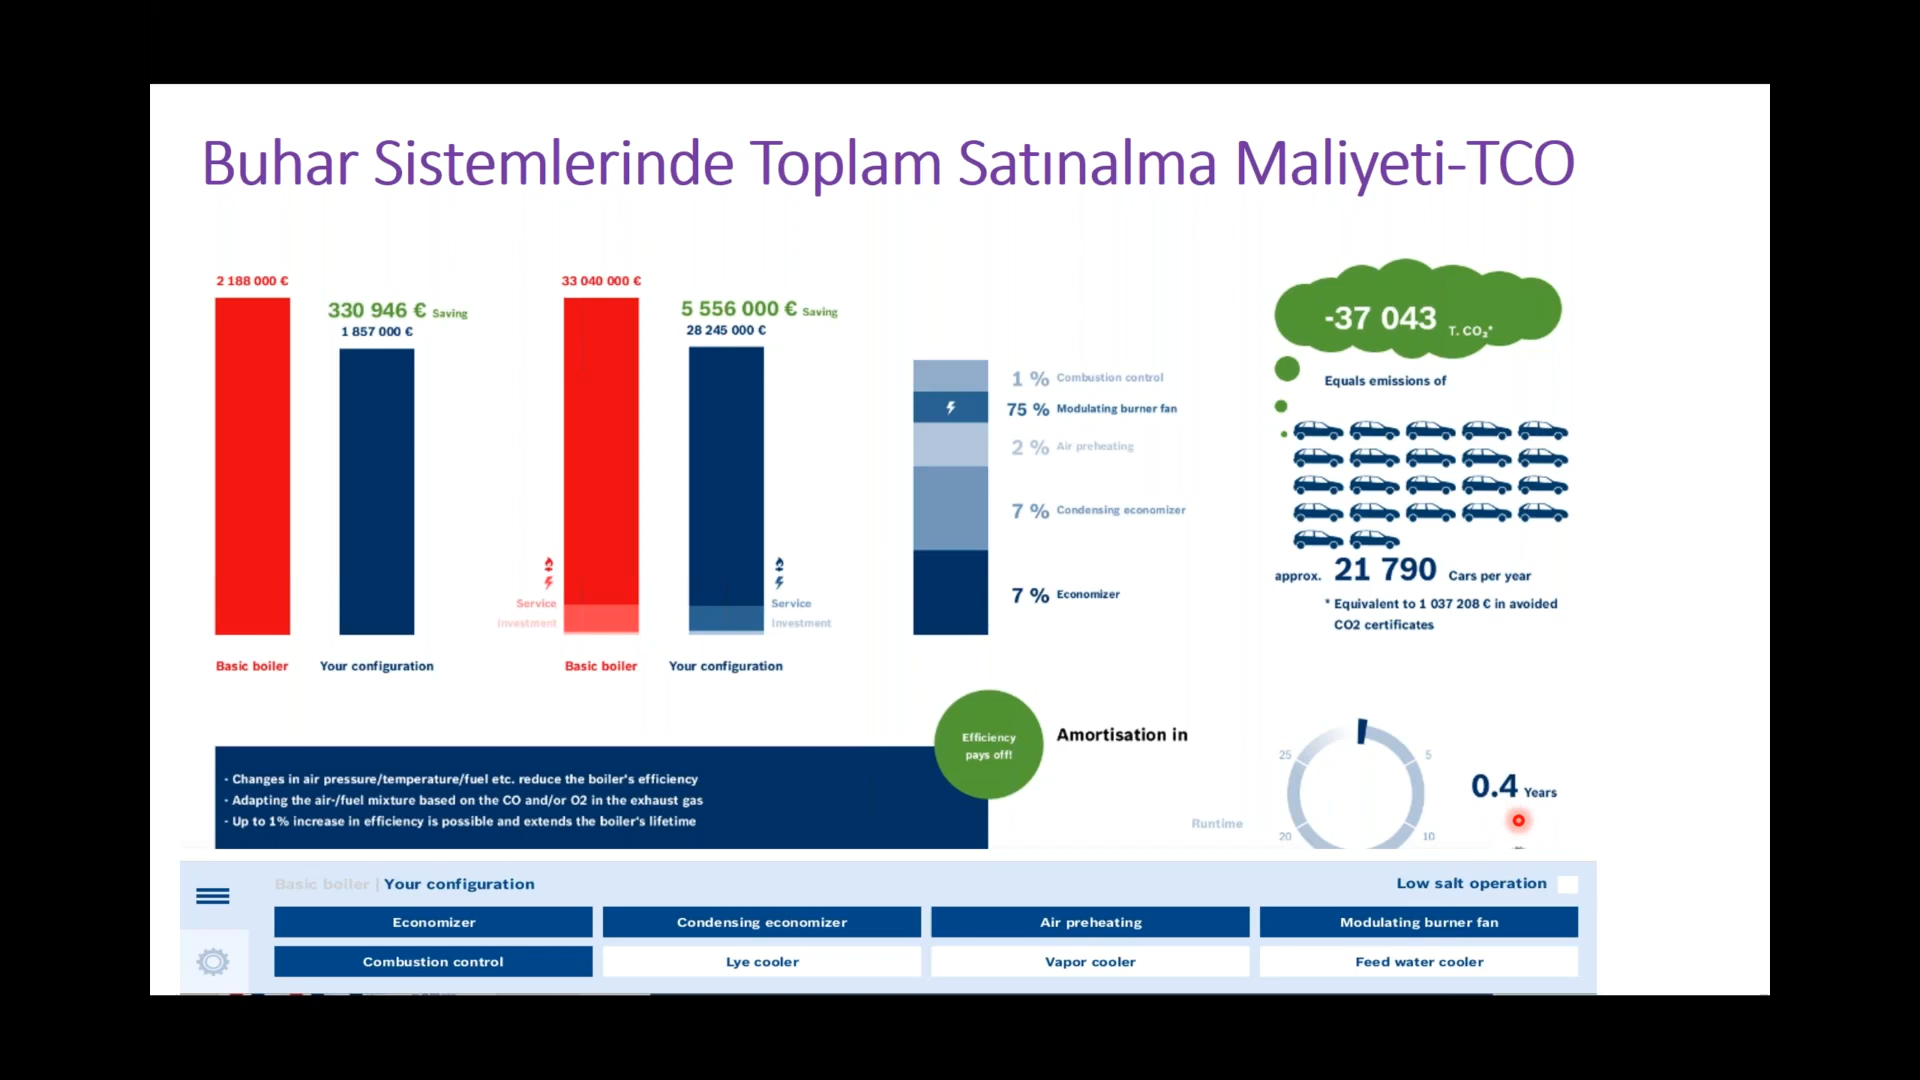 Buhar Sistemlerinde Toplam Satınalma Maliyeti-TCO
2 188 000 €
330 946 € Saving
1 857 000 €
Basic boiler
Your configuration
33 040 000 €
5 556 000 € Saving
28 245 000 €
Service
Investment
Service
Investment
Basic boiler
Your configuration
1 % Combustion control
75 % Modulating burner fan
2 % Air preheating
7 % Condensing economizer
7 % Economizer
-37 043 T. CO₂*
Equals emissions of
approx. 21 790 Cars per year
* Equivalent to 1 037 208 € in avoided
CO2 certificates
- Changes in air pressure/temperature/fuel etc. reduce the boiler's efficiency
- Adapting the air-/fuel mixture based on the CO and/or O2 in the exhaust gas
- Up to 1% increase in efficiency is possible and extends the boiler's lifetime
Efficiency
pays off!
Amortisation in
Runtime
25
5
20
10
0.4 Years
Basic boiler | Your configuration
Low salt operation
Economizer
Condensing economizer
Air preheating
Modulating burner fan
Combustion control
Lye cooler
Vapor cooler
Feed water cooler